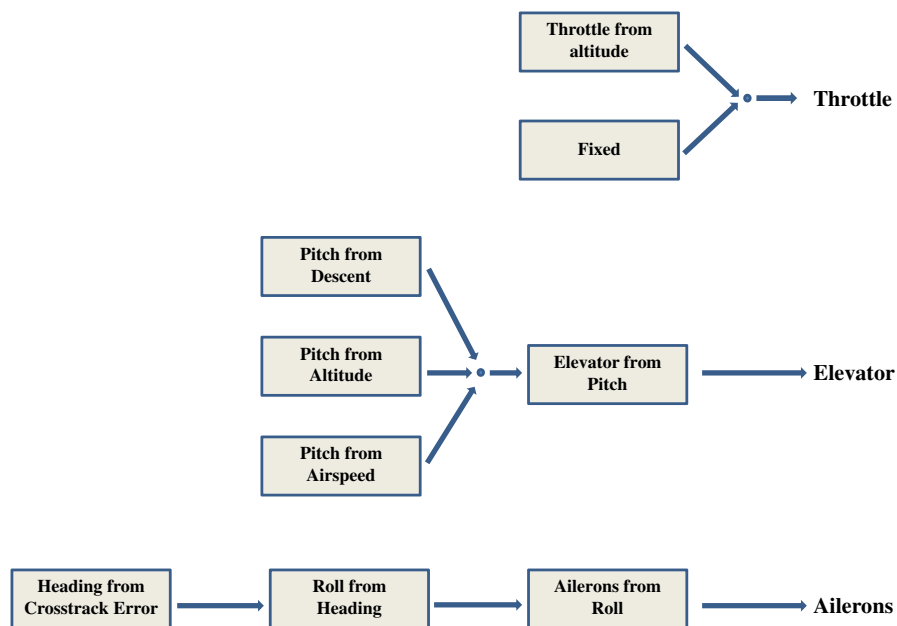 Throttle from
altitude
Throttle
Fixed
Pitch from
Descent
Pitch from
Altitude
Elevator from
Pitch
Elevator
Pitch from
Airspeed
Heading from
Crosstrack Error
Roll from
Heading
Ailerons from
Roll
Ailerons